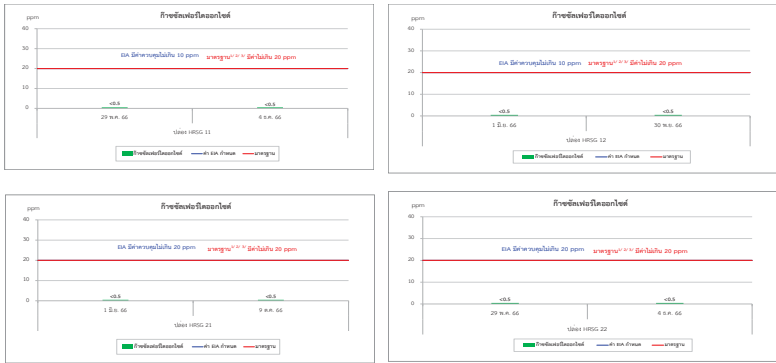 ก๊าซซัลเฟอร์ไดออกไซด์
ppm
40
30
20
10
0
EIA มีค่าควบคุมไม่เกิน 10 ppm
มาตรฐาน1/ 2/ 3/ มีค่าไม่เกิน 20 ppm
<0.5
<0.5
29 พ.ค. 66
4 ธ.ค. 66
ปล่อง HRSG 11
ก๊าซซัลเฟอร์ไดออกไซด์
ค่า EIA กำหนด
มาตรฐาน
ก๊าซซัลเฟอร์ไดออกไซด์
ppm
40
30
20
10
0
EIA มีค่าควบคุมไม่เกิน 10 ppm
มาตรฐาน1/ 2/ 3/ มีค่าไม่เกิน 20 ppm
<0.5
<0.5
1 มิ.ย. 66
30 พ.ย. 66
ปล่อง HRSG 12
ก๊าซซัลเฟอร์ไดออกไซด์
ค่า EIA กำหนด
มาตรฐาน
ก๊าซซัลเฟอร์ไดออกไซด์
ppm
40
30
20
10
0
EIA มีค่าควบคุมไม่เกิน 20 ppm
มาตรฐาน1/ 2/ 3/ มีค่าไม่เกิน 20 ppm
<0.5
<0.5
1 มิ.ย. 66
9 ต.ค. 66
ปล่อง HRSG 21
ก๊าซซัลเฟอร์ไดออกไซด์
ค่า EIA กำหนด
มาตรฐาน
ก๊าซซัลเฟอร์ไดออกไซด์
ppm
40
30
20
10
0
EIA มีค่าควบคุมไม่เกิน 20 ppm
มาตรฐาน1/ 2/ 3/ มีค่าไม่เกิน 20 ppm
<0.5
<0.5
29 พ.ค. 66
4 ธ.ค. 66
ปล่อง HRSG 22
ก๊าซซัลเฟอร์ไดออกไซด์
ค่า EIA กำหนด
มาตรฐาน